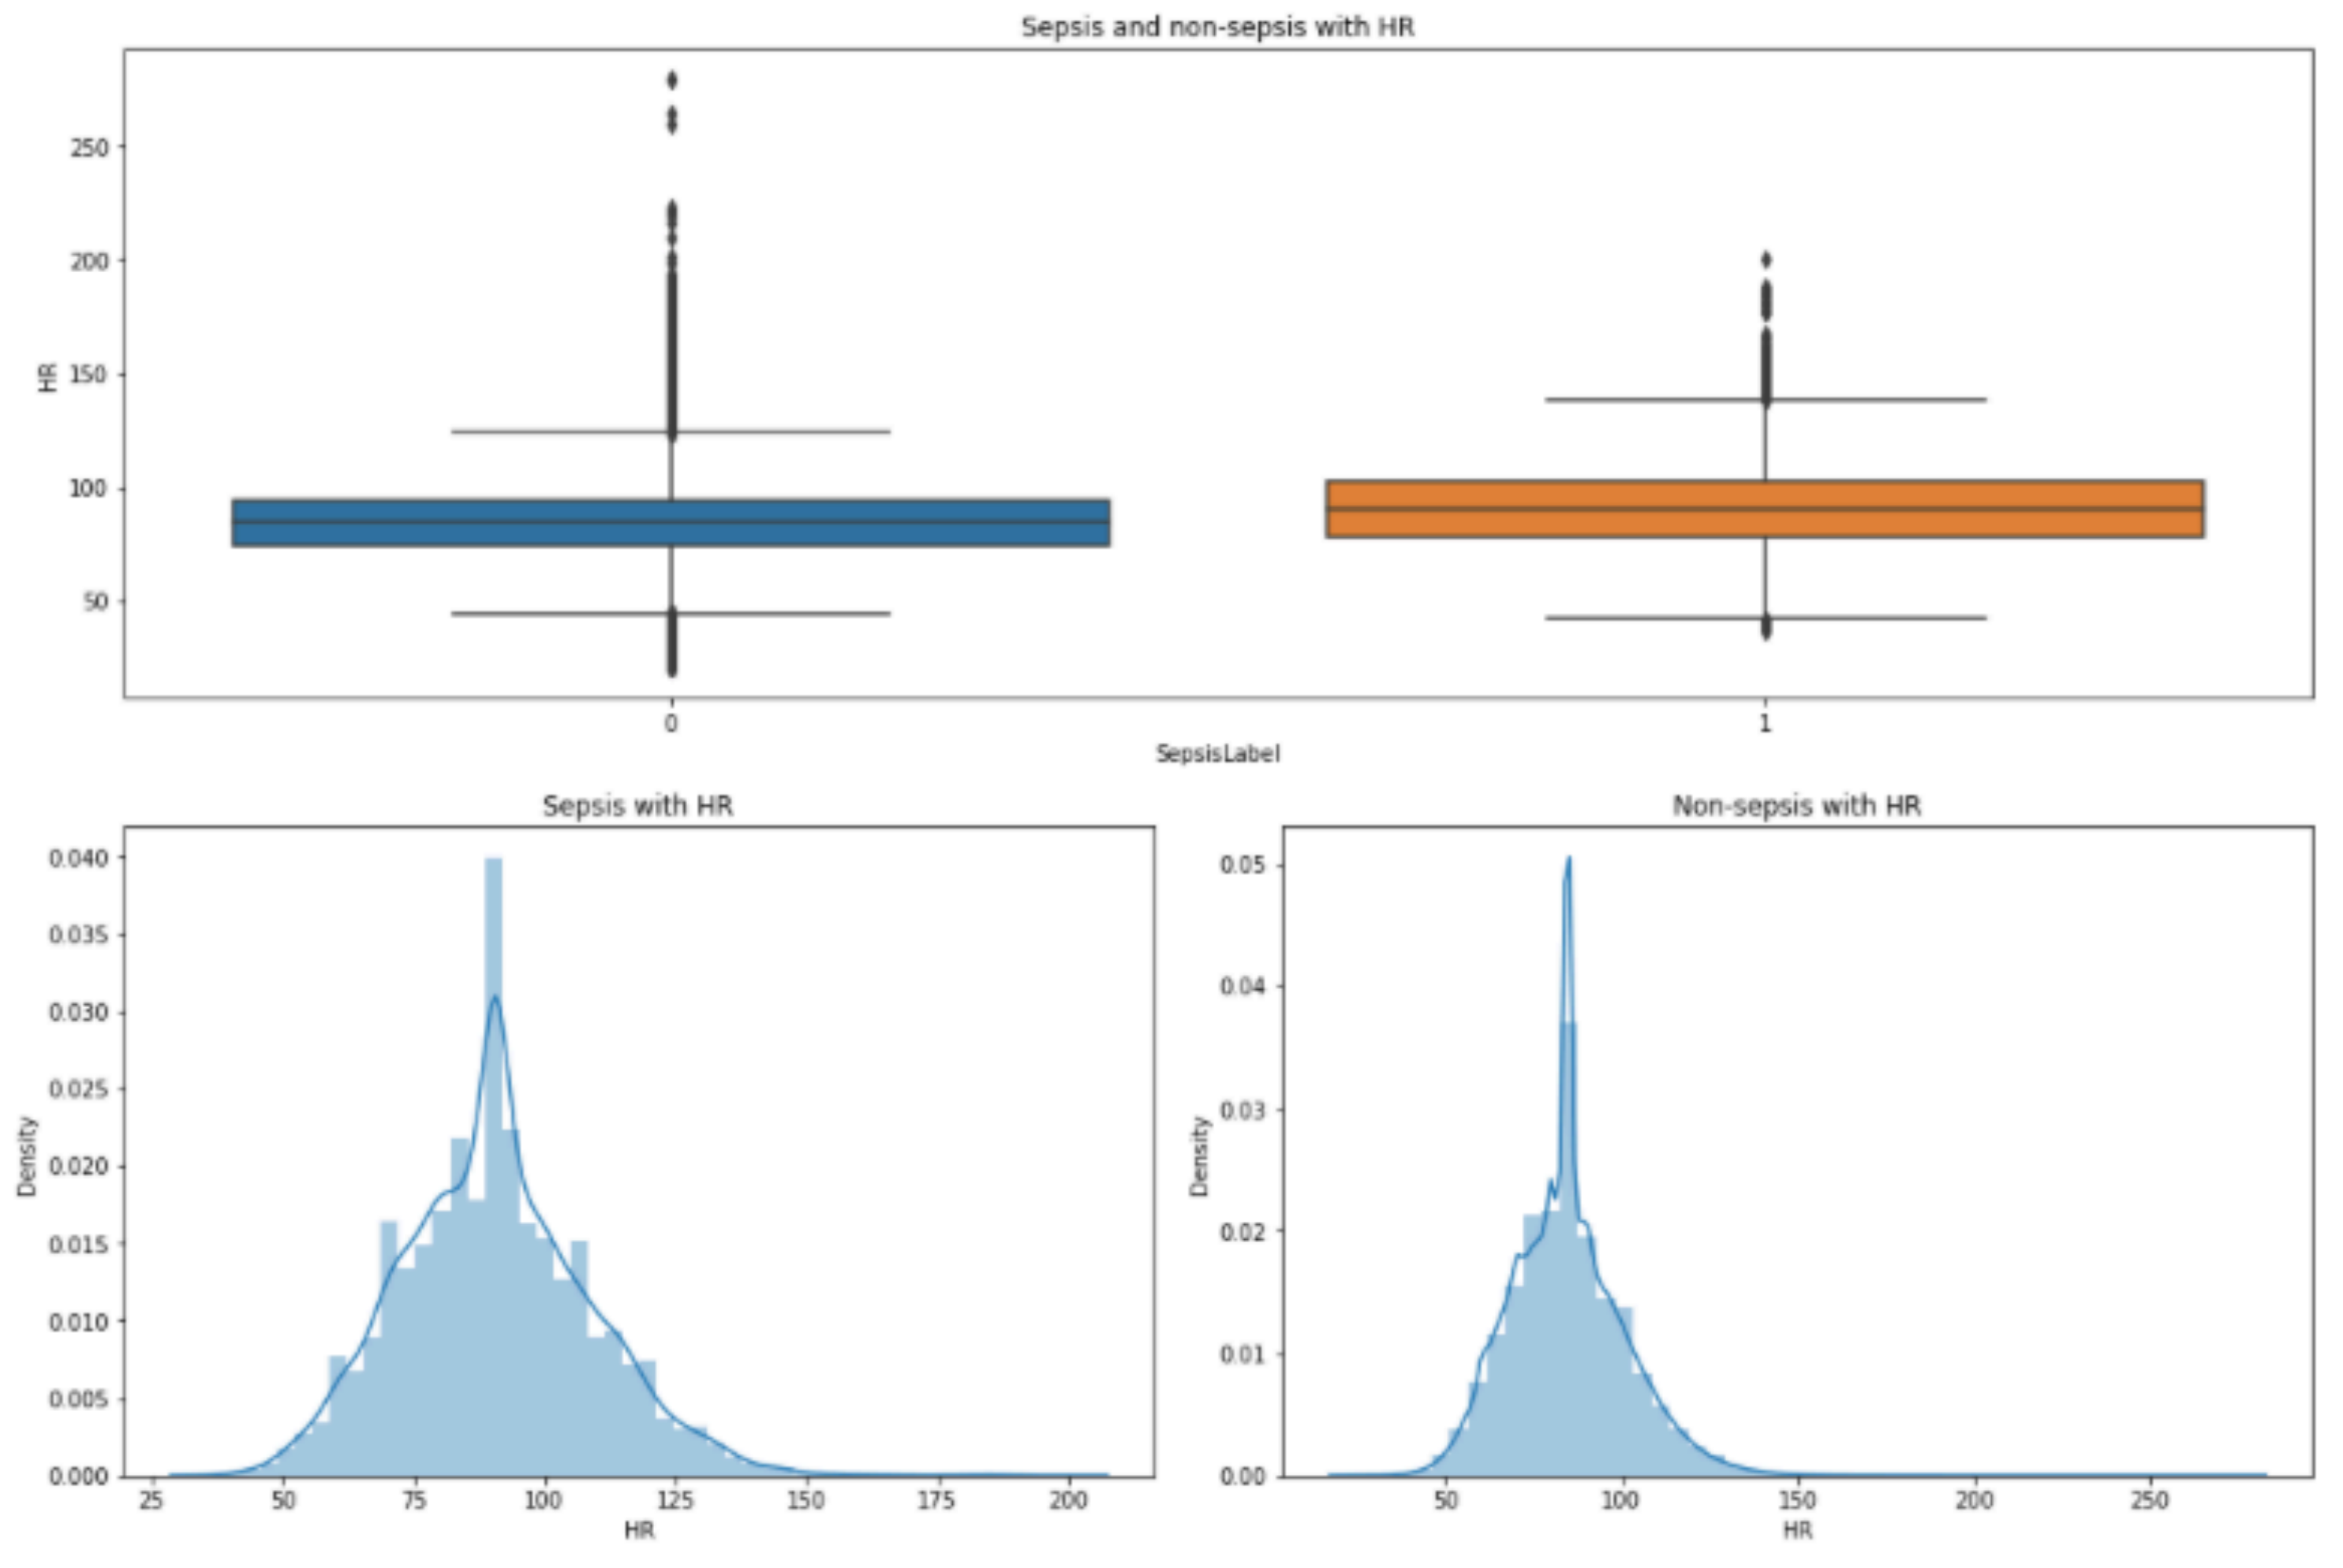 Sepsis and non-sepsis with HR
250
200
150
100
50
HR
0 1
SepsisLabel
Sepsis with HR
0.040
0.035
0.030
0.025
0.020
0.015
0.010
0.005
0.000
Density
25 50 75 100 125 150 175 200
HR
Non-sepsis with HR
0.05
0.04
0.03
0.02
0.01
0.00
Density
50 100 150 200 250
HR